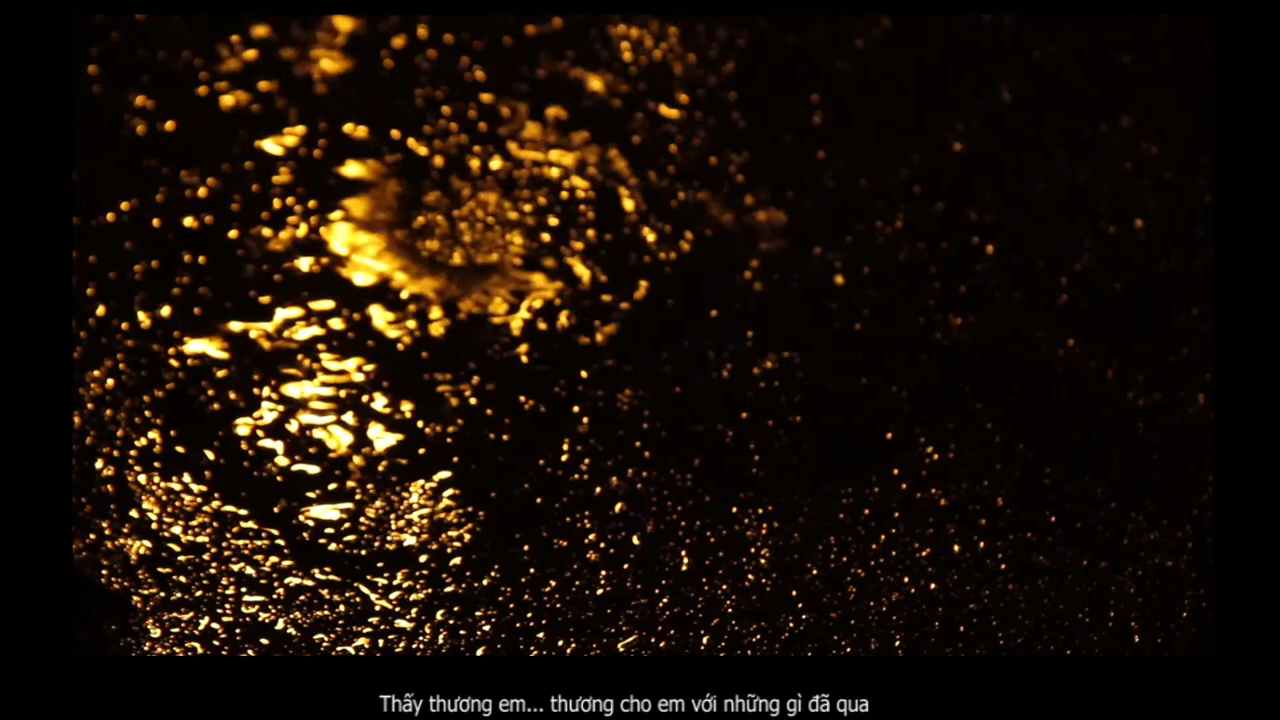 Thấy thương em... thương cho em với những gì đã qua